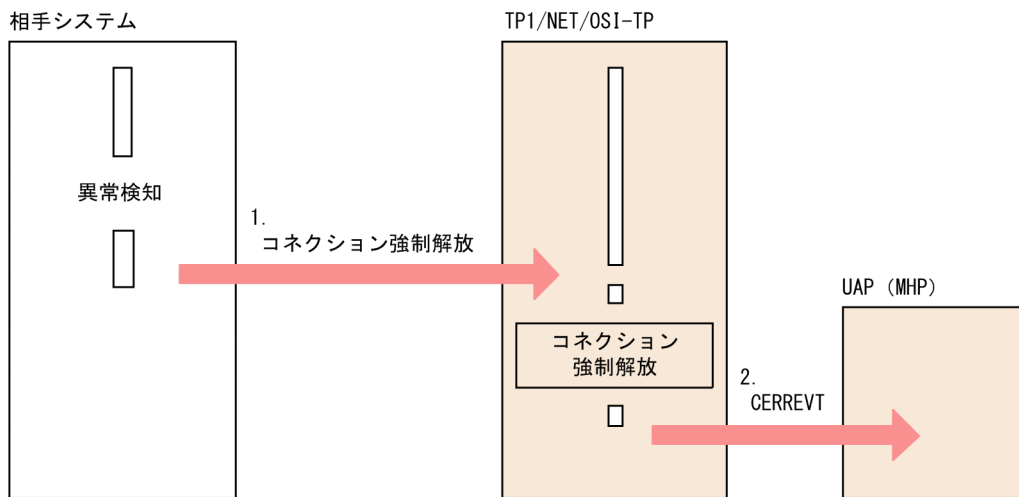 相手システム
TP1/NET/OSI-TP
異常検知
1.
コネクション強制解放
UAP (MHP)
コネクション
強制解放
2.
CERREVT